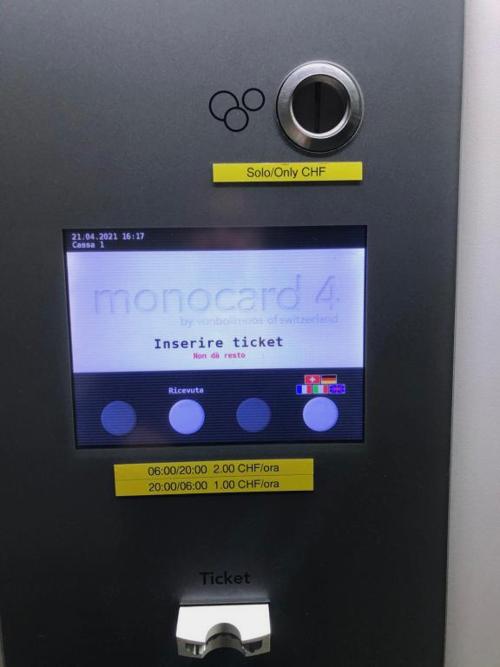 Solo/Only CHF
21.04.2021 16:17
Cassa 1
monocard 4
by vonballmoos of switzerland
Inserire ticket
Non dà resto
Ricevuta
06:00/20:00 2.00 CHF/ora
20:00/06:00 1.00 CHF/ora
Ticket